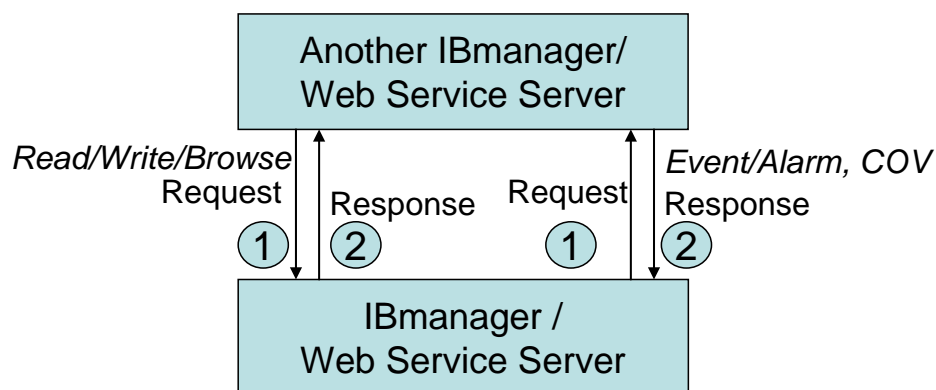 Another IBmanager/
Web Service Server
Read/Write/Browse
Request
1
Response
2
Request
1
Event/Alarm, COV
Response
2
IBmanager /
Web Service Server